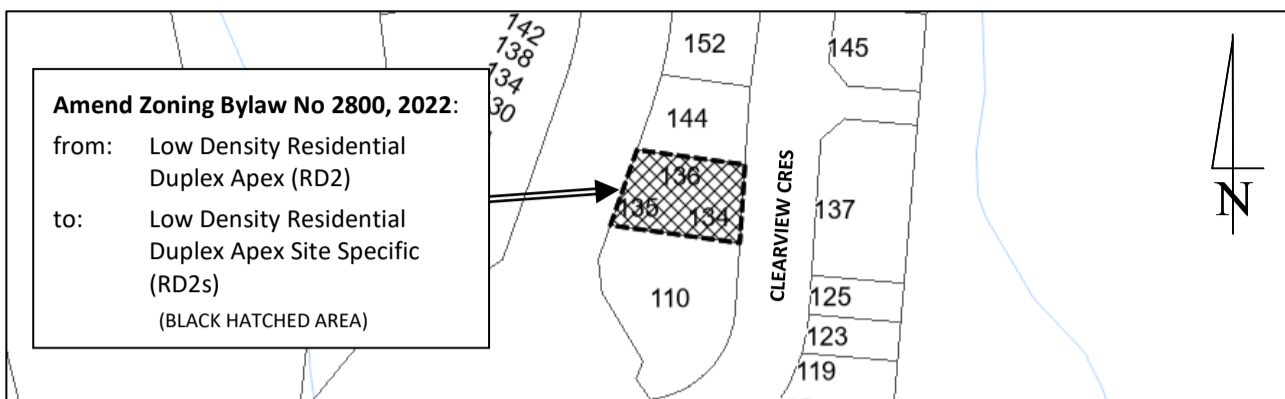 142
138
134
30
152
145
144
Amend Zoning Bylaw No 2800, 2022:
from: Low Density Residential
Duplex Apex (RD2)
to: Low Density Residential
Duplex Apex Site Specific
(RD2s)
(BLACK HATCHED AREA)
136
135
134
137
CLEARVIEW CRES
N
110
125
123
119